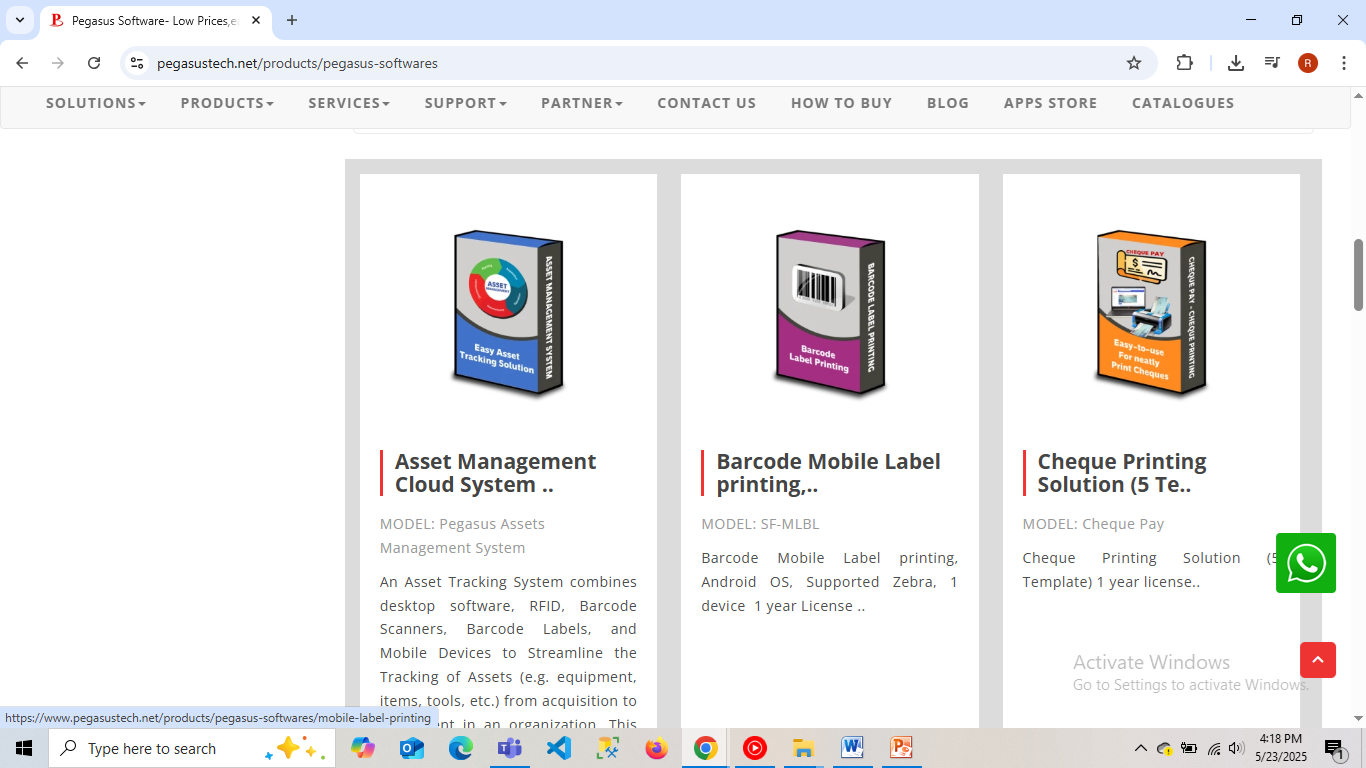 Pegasus Software- Low Prices,e
pegasustech.net/products/pegasus-softwares
R
SOLUTIONS PRODUCTS SERVICES SUPPORT PARTNER CONTACT US HOW TO BUY BLOG APPS STORE CATALOGUES
ASSET
ASSET MANAGEMENT SYSTEM
Easy Asset
Tracking Solution
BARCODE LABEL PRINTING
Barcode
Label Printing
CHEQUE PAY
CHEQUE PAY - CHEQUE PRINTING
Easy-to-use
For neatly
Print Cheques
Asset Management
Cloud System ..
MODEL: Pegasus Assets
Management System
An Asset Tracking System combines
desktop software, RFID, Barcode
Scanners, Barcode Labels, and
Mobile Devices to Streamline the
Tracking of Assets (e.g. equipment,
items, tools, etc.) from acquisition to
in an organization. This
Barcode Mobile Label
printing,..
MODEL: SF-MLBL
Barcode Mobile Label printing,
Android OS, Supported Zebra, 1
device 1 year License ..
Cheque Printing
Solution (5 Te..
MODEL: Cheque Pay
Cheque Printing Solution (5
Template) 1 year license..
Activate Windows
Go to Settings to activate Windows.
https://www.pegasustech.net/products/pegasus-softwares/mobile-label-printing
Type here to search
4:18 PM
5/23/2025
1